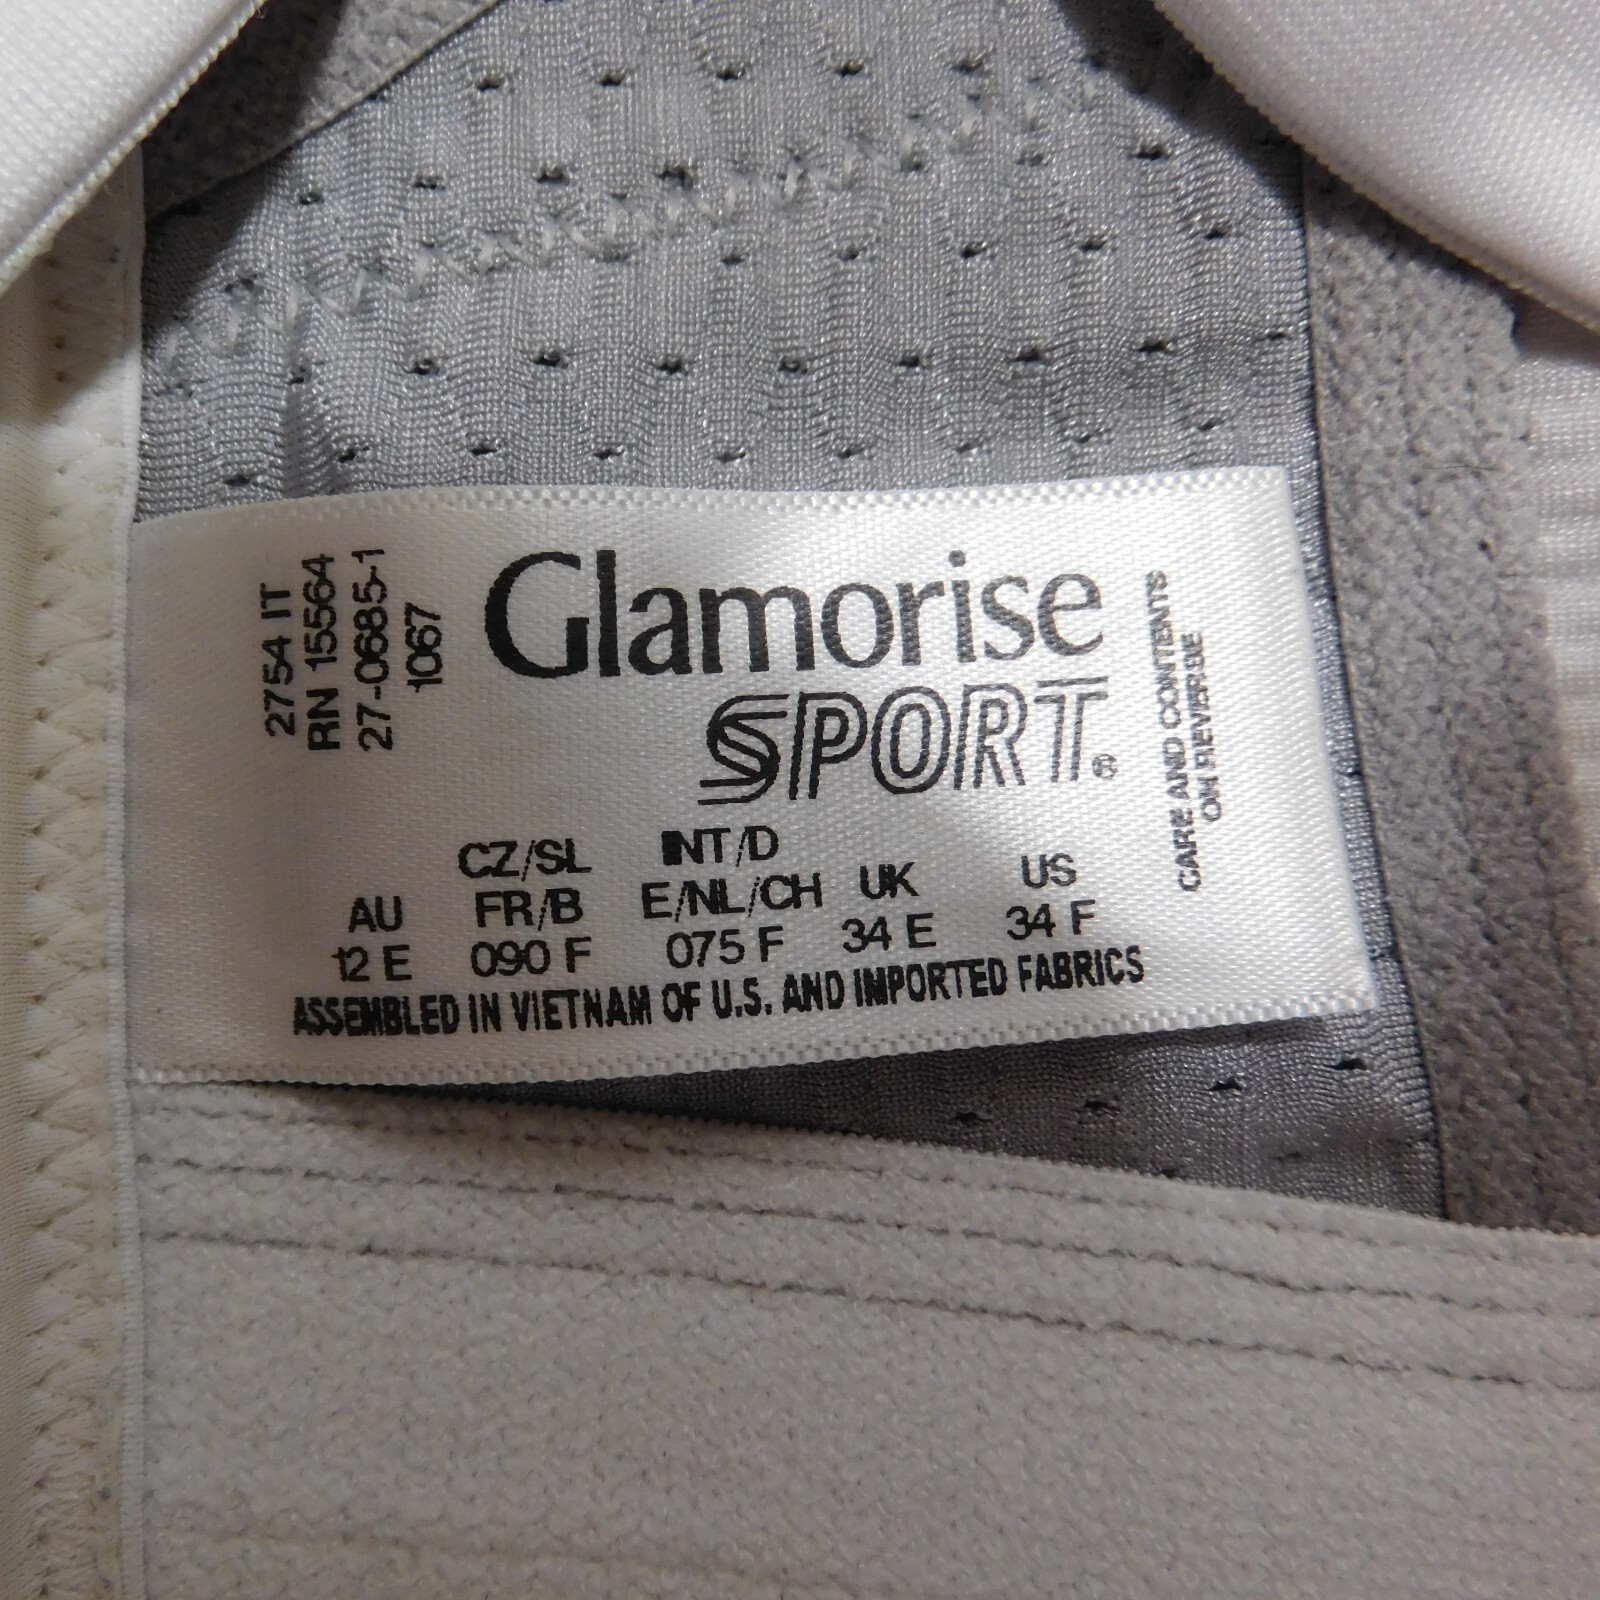 2754 IT
RN 15564
27-0685-1
1067
Glamorise
SPORT®
CARE AND CONTENTS
ON REVERSE
CZ/SL INT/D
AU FR/B E/NL/CH UK US
12 E 090 F 075 F 34 E 34 F
ASSEMBLED IN VIETNAM OF U.S. AND IMPORTED FABRICS